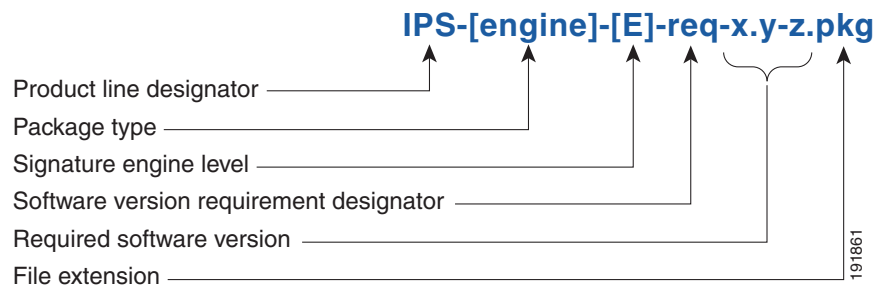 IPS-[engine]-[E]-req-x.y-z.pkg
Product line designator
Package type
Signature engine level
Software version requirement designator
Required software version
File extension
191861